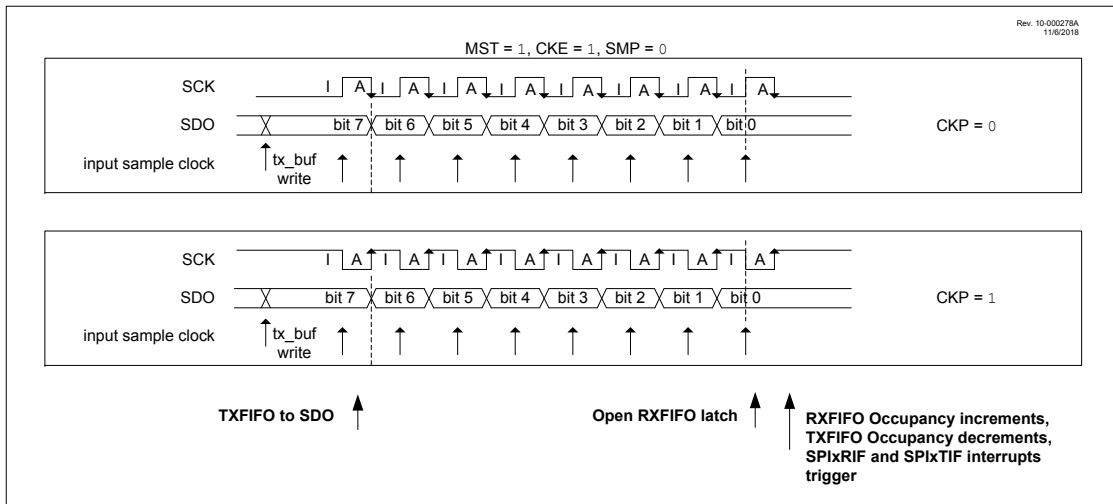 Rev. 10-000278A
11/6/2018
MST = 1, CKE = 1, SMP = 0
SCK I A I A I A I A I A I A I A I A
SDO bit 7 bit 6 bit 5 bit 4 bit 3 bit 2 bit 1 bit 0 CKP = 0
input sample clock tx_buf
write
SCK I A I A I A I A I A I A I A I A
SDO bit 7 bit 6 bit 5 bit 4 bit 3 bit 2 bit 1 bit 0 CKP = 1
input sample clock tx_buf
write
TXFIFO to SDO
Open RXFIFO latch
RXFIFO Occupancy increments,
TXFIFO Occupancy decrements,
SPIxRIF and SPIxTIF interrupts
trigger